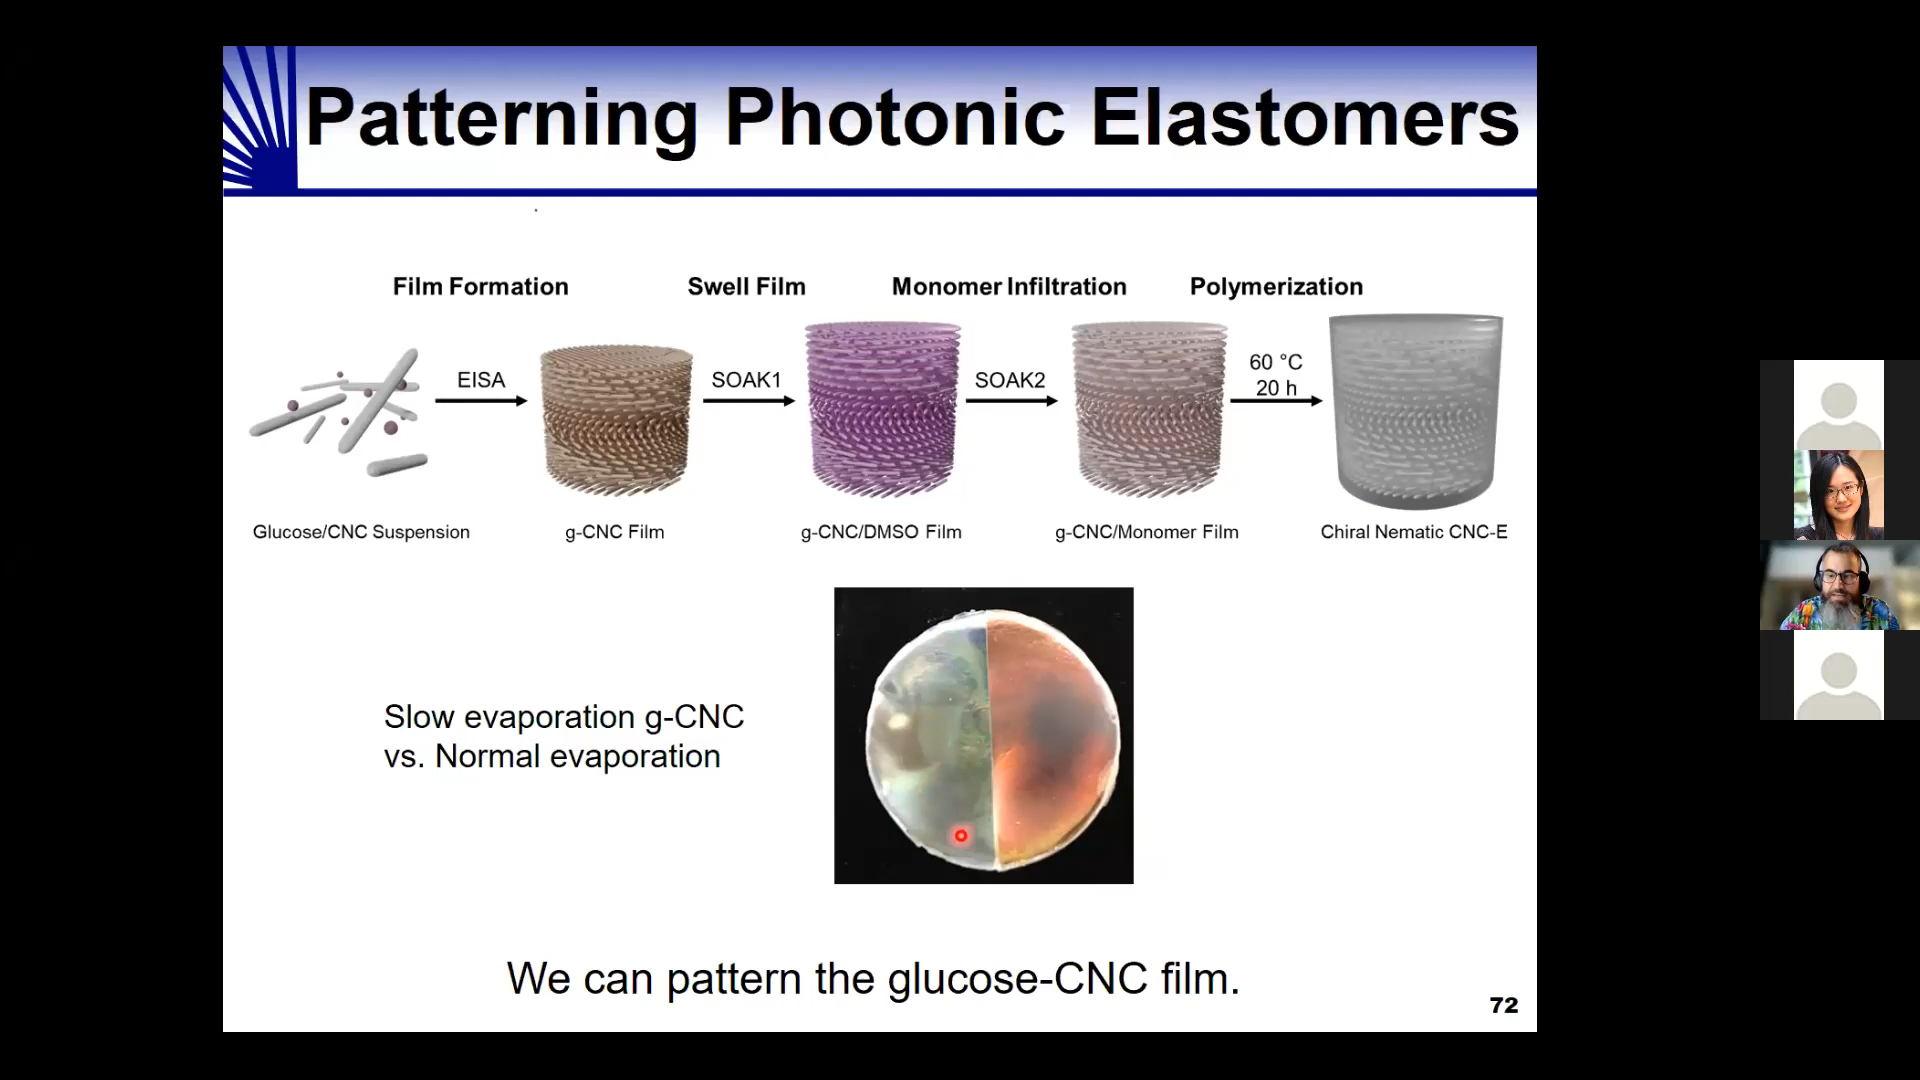 Patterning Photonic Elastomers
Film Formation
Swell Film
Monomer Infiltration
Polymerization
EISA
SOAK1
SOAK2
60 °C
20 h
Glucose/CNC Suspension
g-CNC Film
g-CNC/DMSO Film
g-CNC/Monomer Film
Chiral Nematic CNC-E
Slow evaporation g-CNC
vs. Normal evaporation
We can pattern the glucose-CNC film.
72